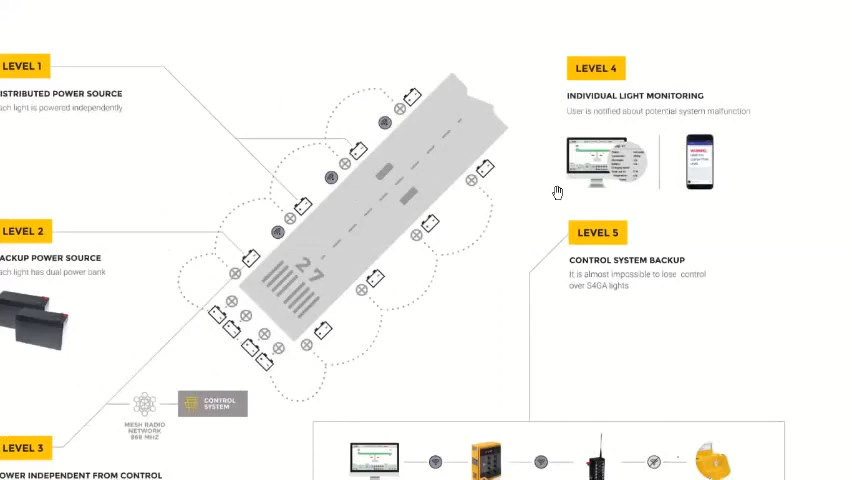 LEVEL 1
ISTRIBUTED POWER SOURCE
ach light is powered independently
LEVEL 2
ACKUP POWER SOURCE
ach light has dual power bank
27
MESH RADIO
NETWORK
868 MHZ
CONTROL
SYSTEM
LEVEL 3
OWER INDEPENDENT FROM CONTROL
LEVEL 4
INDIVIDUAL LIGHT MONITORING
User is notified about potential system malfunction
WARNING
LEVEL 5
CONTROL SYSTEM BACKUP
It is almost impossible to lose control
over S4GA lights